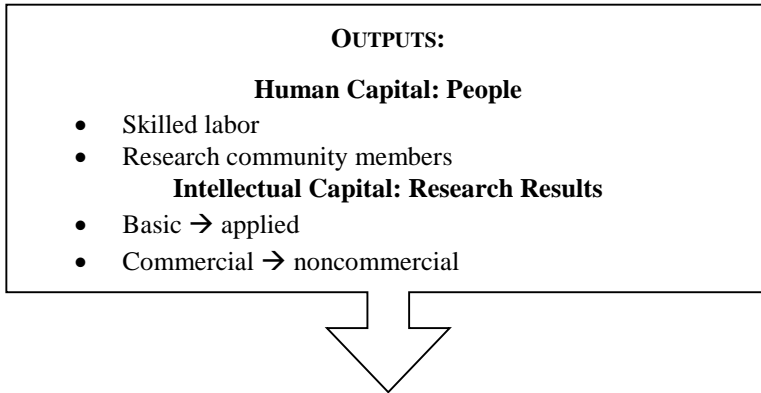 OUTPUTS:
Human Capital: People
• Skilled labor
• Research community members
Intellectual Capital: Research Results
• Basic → applied
• Commercial → noncommercial